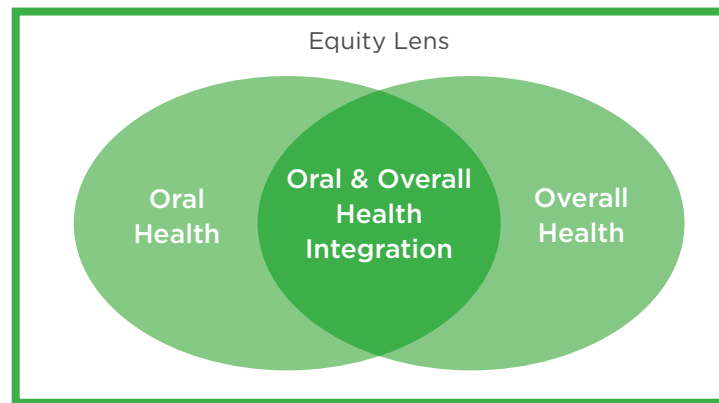 Equity Lens
Oral
Health
Oral & Overall
Health
Integration
Overall
Health